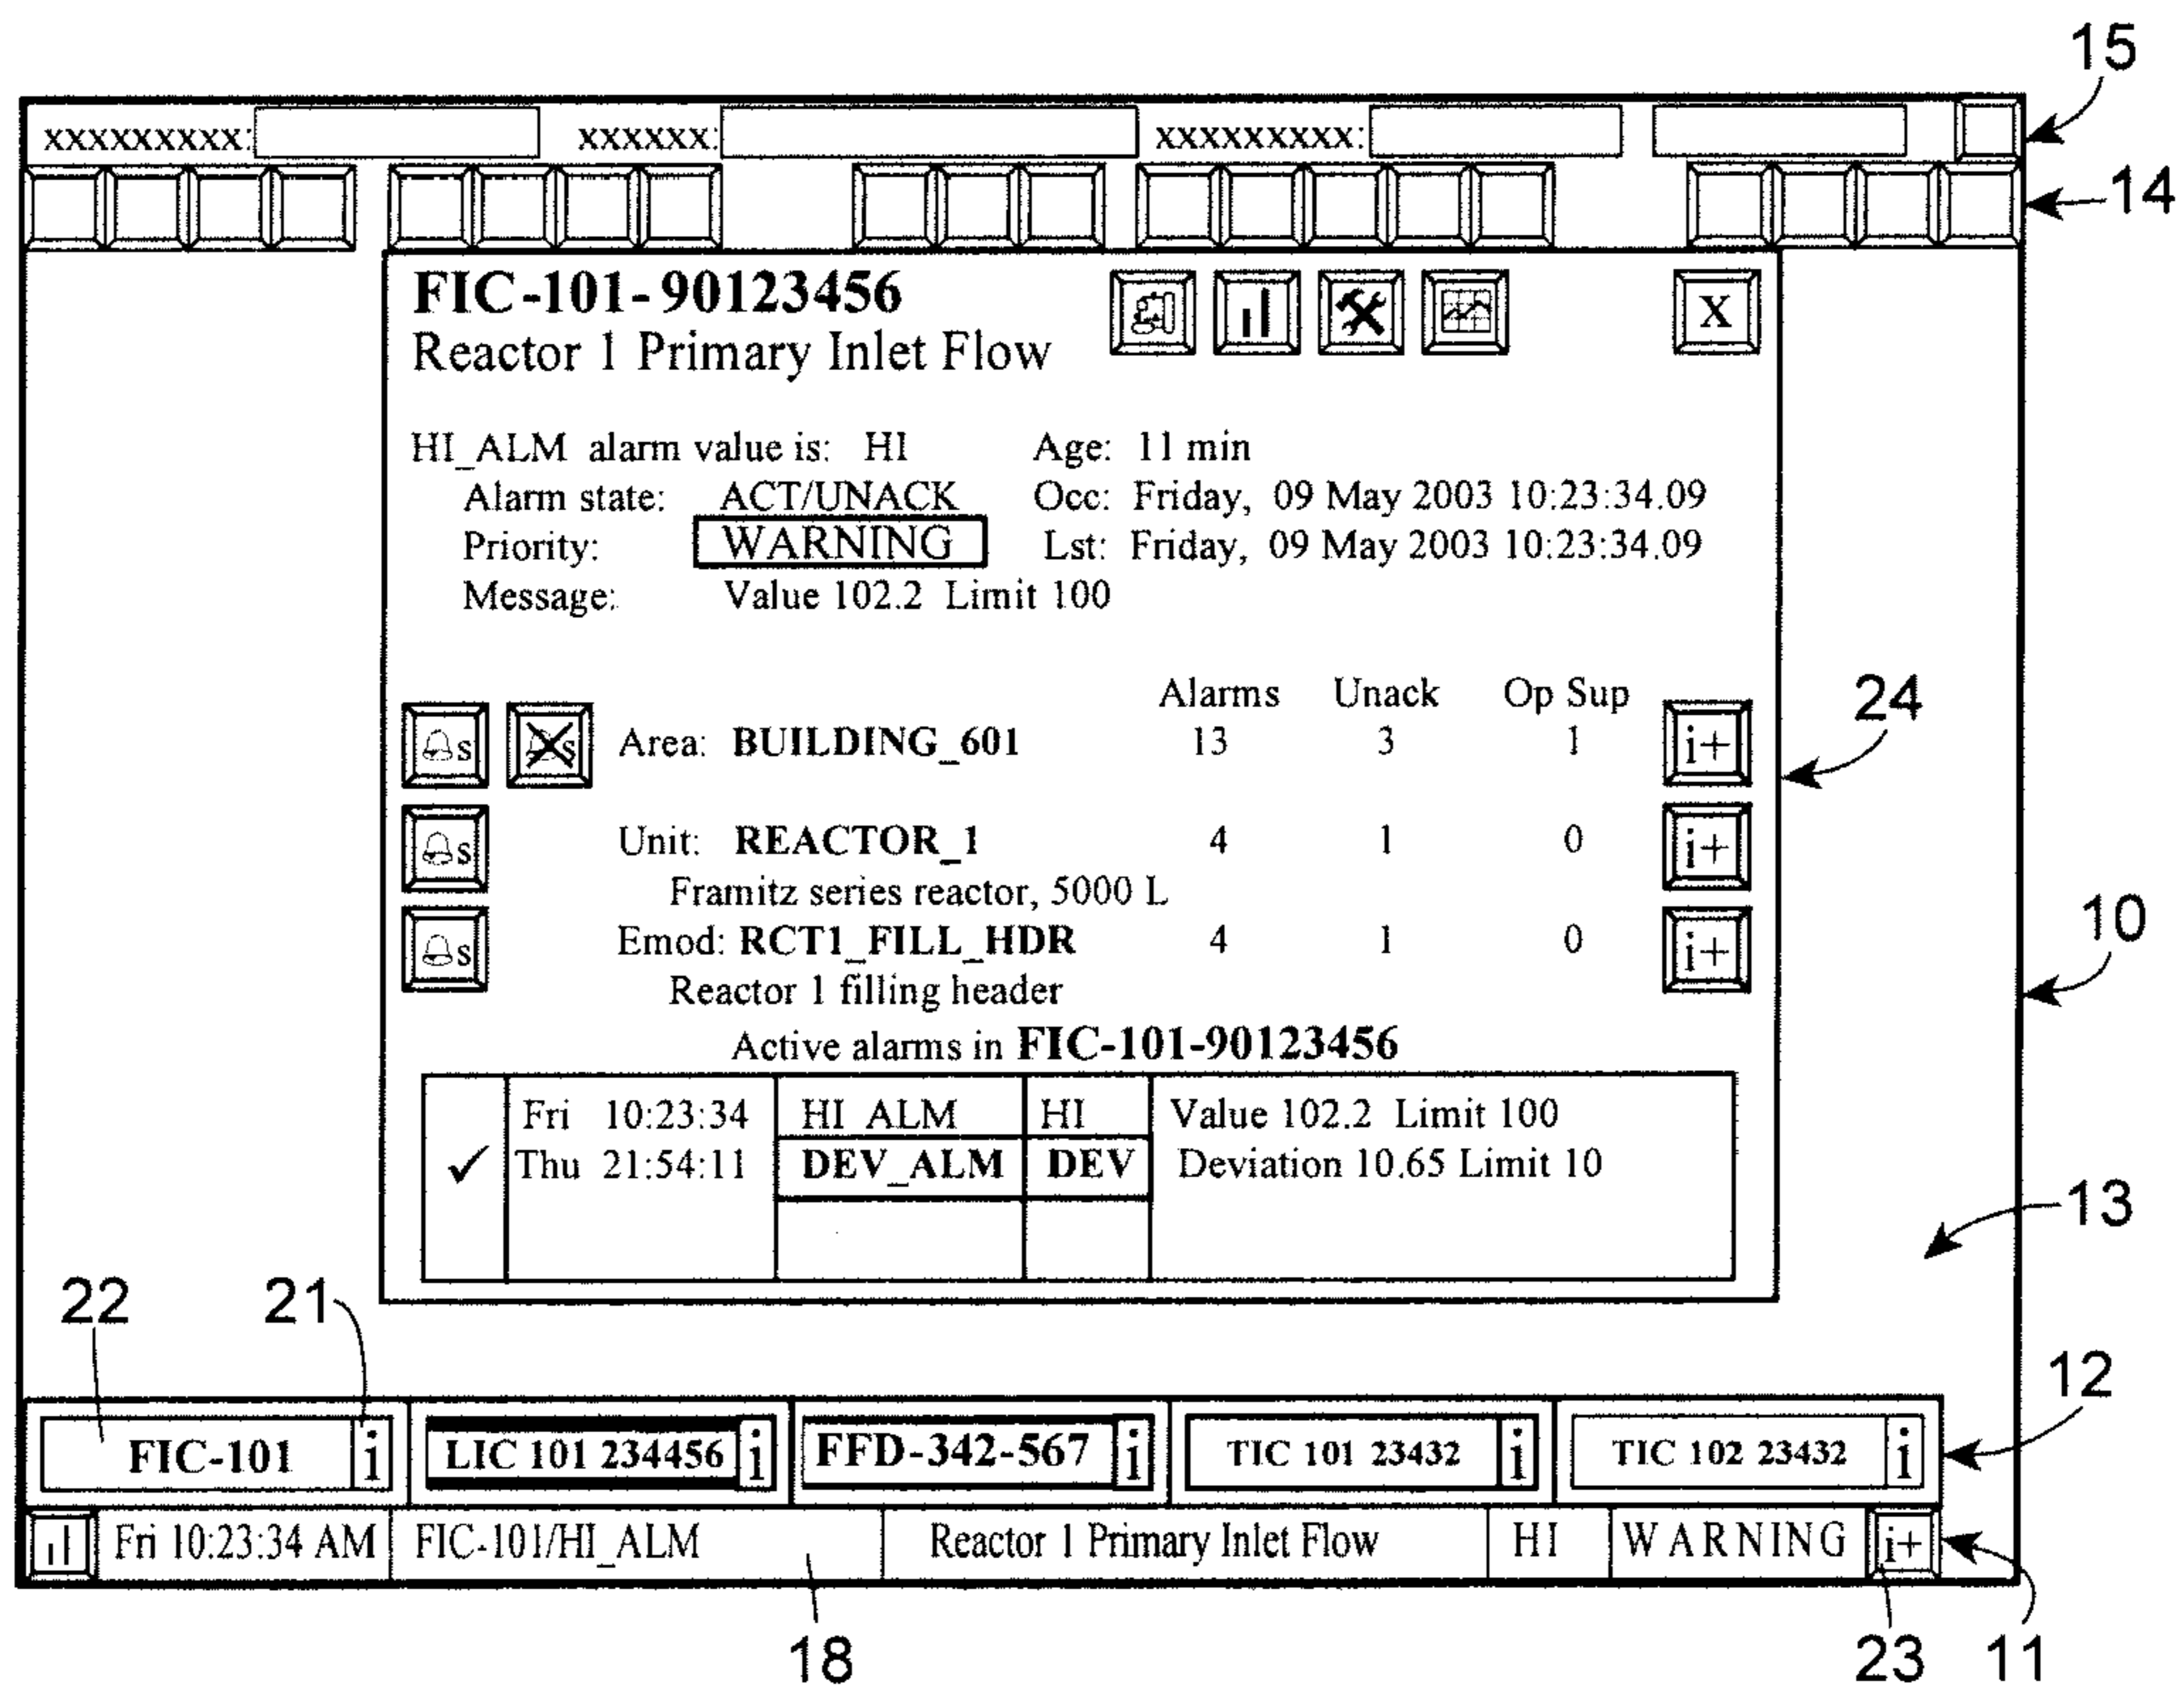 15
xxxxxxxxx: xxxxxx: xxxxxxxxx:
14
FIC-101-90123456 X
Reactor 1 Primary Inlet Flow
HI_ALM alarm value is: HI Age: 11 min
Alarm state: ACT/UNACK Occ: Friday, 09 May 2003 10:23:34.09
Priority: WARNING Lst: Friday, 09 May 2003 10:23:34.09
Message: Value 102.2 Limit 100
Alarms Unack Op Sup
24
s s Area: BUILDING_601 13 3 1 i+
s Unit: REACTOR_1 4 1 0 i+
Framitz series reactor, 5000 L
10
s Emod: RCT1_FILL_HDR 4 1 0 i+
Reactor 1 filling header
Active alarms in FIC-101-90123456
Fri 10:23:34 HI ALM HI Value 102.2 Limit 100
✓ Thu 21:54:11 DEV_ALM DEV Deviation 10.65 Limit 10
13
22 21
12
FIC-101 i LIC 101 234456 i FFD-342-567 i TIC 101 23432 i TIC 102 23432 i
Fri 10:23:34 AM FIC-101/HI_ALM Reactor 1 Primary Inlet Flow HI WARNING i+
18 23 11